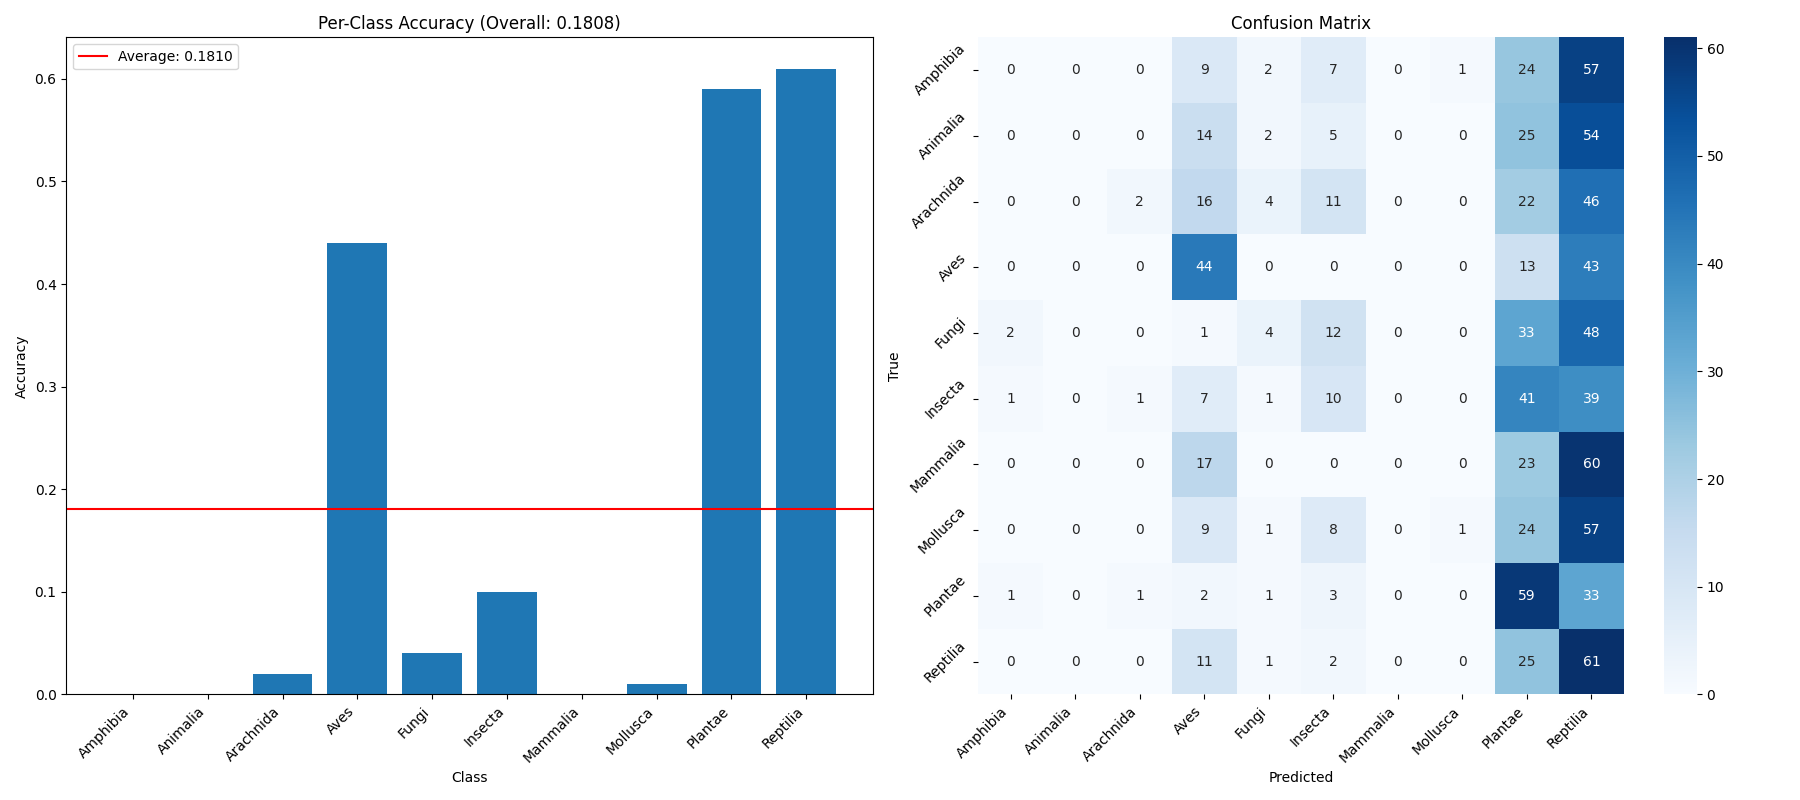 Per-Class Accuracy (Overall: 0.1808)
Average: 0.1810
0.6
0.5
0.4
0.3
0.2
0.1
0.0
Accuracy
Amphibia
Animalia
Arachnida
Aves
Fungi
Insecta
Mammalia
Mollusca
Plantae
Reptilia
Class
Confusion Matrix
True
Amphibia 0 0 0 9 2 7 0 1 24 57
Animalia 0 0 0 14 2 5 0 0 25 54
Arachnida 0 0 2 16 4 11 0 0 22 46
Aves 0 0 0 44 0 0 0 0 13 43
Fungi 2 0 0 1 4 12 0 0 33 48
Insecta 1 0 1 7 1 10 0 0 41 39
Mammalia 0 0 0 17 0 0 0 0 23 60
Mollusca 0 0 0 9 1 8 0 1 24 57
Plantae 1 0 1 2 1 3 0 0 59 33
Reptilia 0 0 0 11 1 2 0 0 25 61
Amphibia
Animalia
Arachnida
Aves
Fungi
Insecta
Mammalia
Mollusca
Plantae
Reptilia
Predicted
60
50
40
30
20
10
0